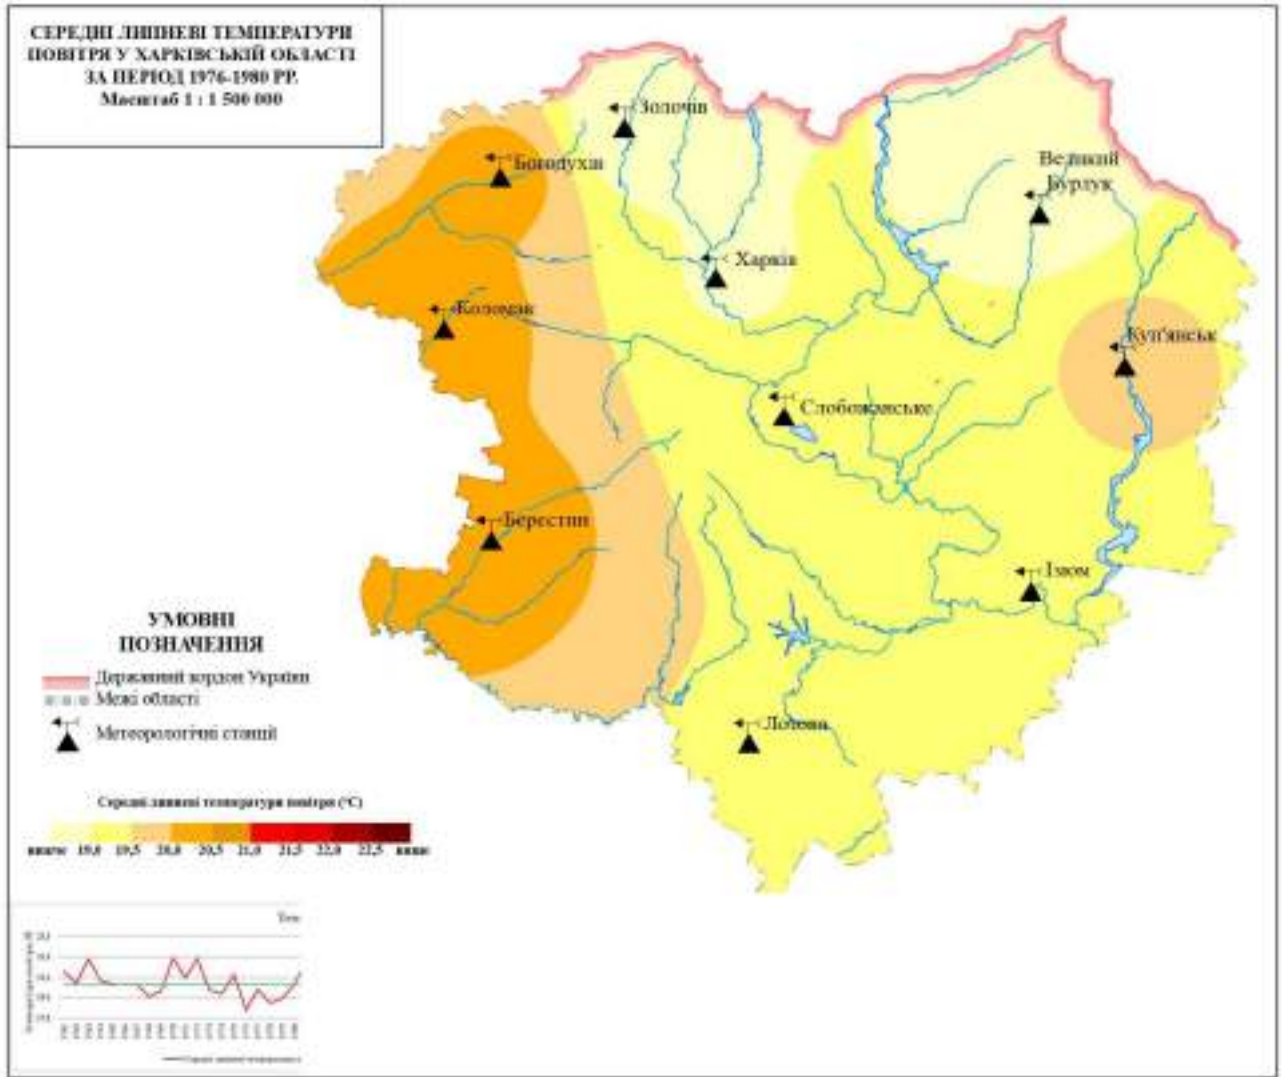 СЕРЕДНІ ЛИПНЕВІ ТЕМПЕРАТУРИ
ПОВІТРЯ У ХАРКІВСЬКІЙ ОБЛАСТІ
ЗА ПЕРІОД 1976-1980 РР.
Масштаб 1 : 1 500 000
Золочів
Богодухів
Великий
Бурлук
Харків
Коломак
Куп'янськ
Слобожанське
Берестин
Ізюм
Лозова
УМОВНІ
ПОЗНАЧЕННЯ
Державний кордон України
Межі області
Метеорологічні станції
Середні липневі температури повітря (°C)
нижче 19,0 19,5 20,0 20,5 21,0 21,5 22,0 22,5 вище